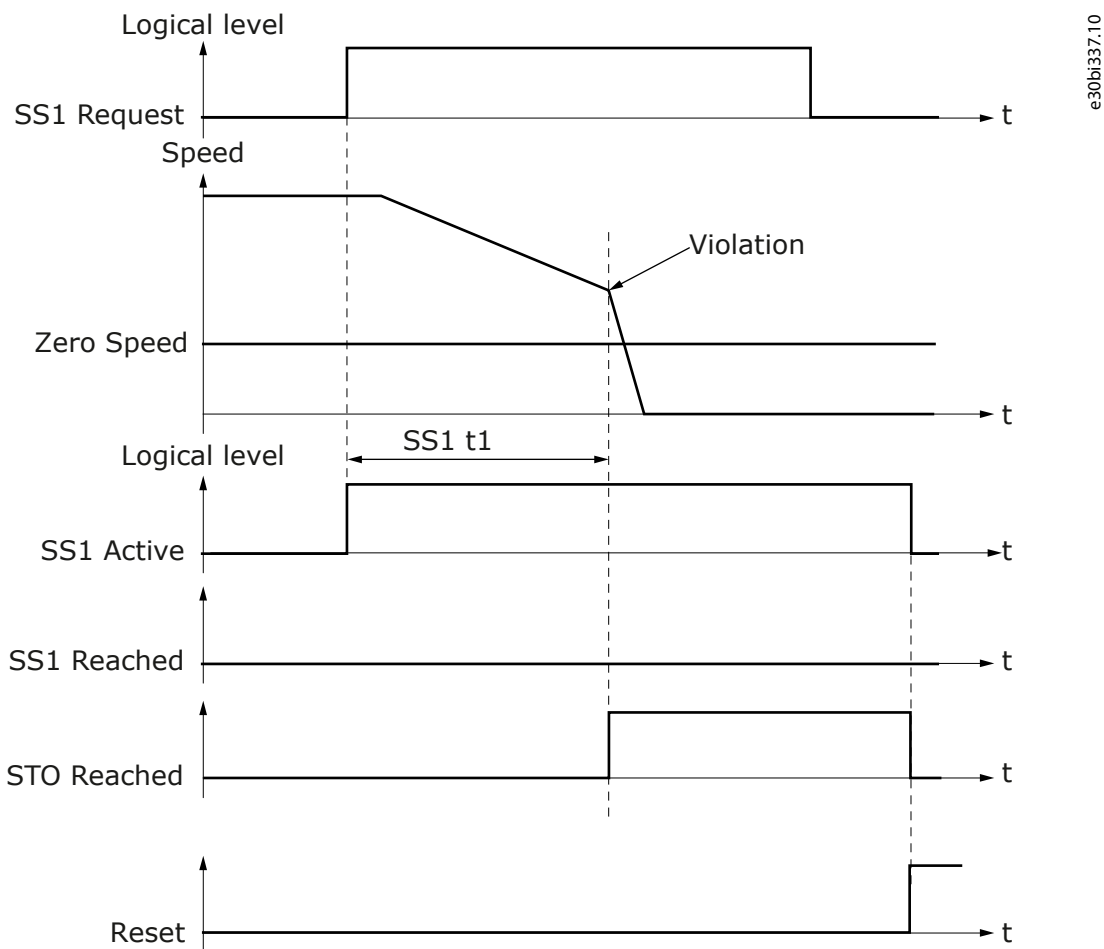 Logical level
SS1 Request
t
Speed
Violation
Zero Speed
t
SS1 t1
Logical level
SS1 Active
t
SS1 Reached
t
STO Reached
t
Reset
t
e30bi337.10